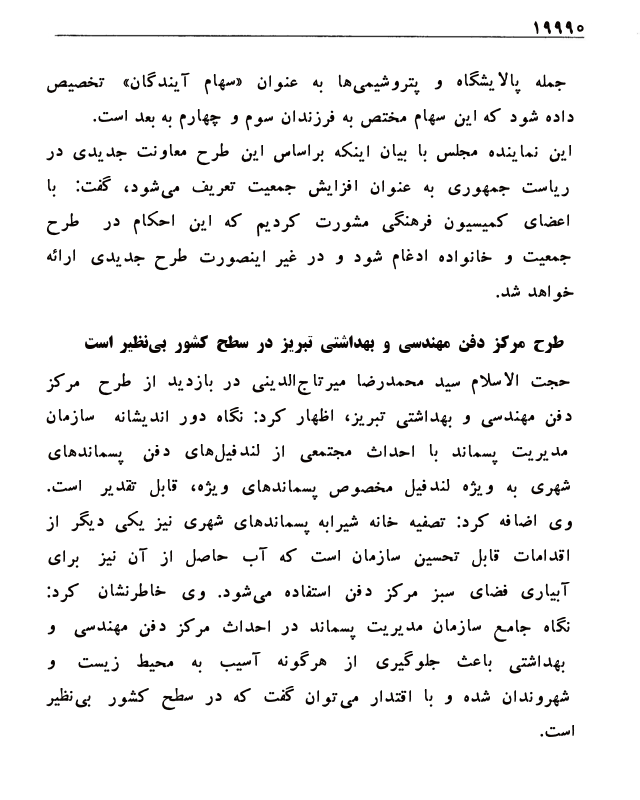 ۱۹۹۹۰
جمله پالایشگاه و پتروشیمی‌ها به عنوان «سهام آیندگان» تخصیص
داده شود که این سهام مختص به فرزندان سوم و چهارم به بعد است.
این نماینده مجلس با بیان اینکه براساس این طرح معاونت جدیدی در
ریاست جمهوری به عنوان افزایش جمعیت تعریف می‌شود، گفت: با
اعضای کمیسیون فرهنگی مشورت کردیم که این احکام در طرح
جمعیت و خانواده ادغام شود و در غیر اینصورت طرح جدیدی ارائه
خواهد شد.
طرح مرکز دفن مهندسی و بهداشتی تبریز در سطح کشور بی‌نظیر است
حجت الاسلام سید محمدرضا میرتاج‌الدینی در بازدید از طرح مرکز
دفن مهندسی و بهداشتی تبریز، اظهار کرد: نگاه دور اندیشانه سازمان
مدیریت پسماند با احداث مجتمعی از لندفیل‌های دفن پسماندهای
شهری به ویژه لندفیل مخصوص پسماندهای ویژه، قابل تقدیر است.
وی اضافه کرد: تصفیه خانه شیرابه پسماندهای شهری نیز یکی دیگر از
اقدامات قابل تحسین سازمان است که آب حاصل از آن نیز برای
آبیاری فضای سبز مرکز دفن استفاده می‌شود. وی خاطرنشان کرد:
نگاه جامع سازمان مدیریت پسماند در احداث مرکز دفن مهندسی و
بهداشتی باعث جلوگیری از هرگونه آسیب به محیط زیست و
شهروندان شده و با اقتدار می‌توان گفت که در سطح کشور بی‌نظیر
است.